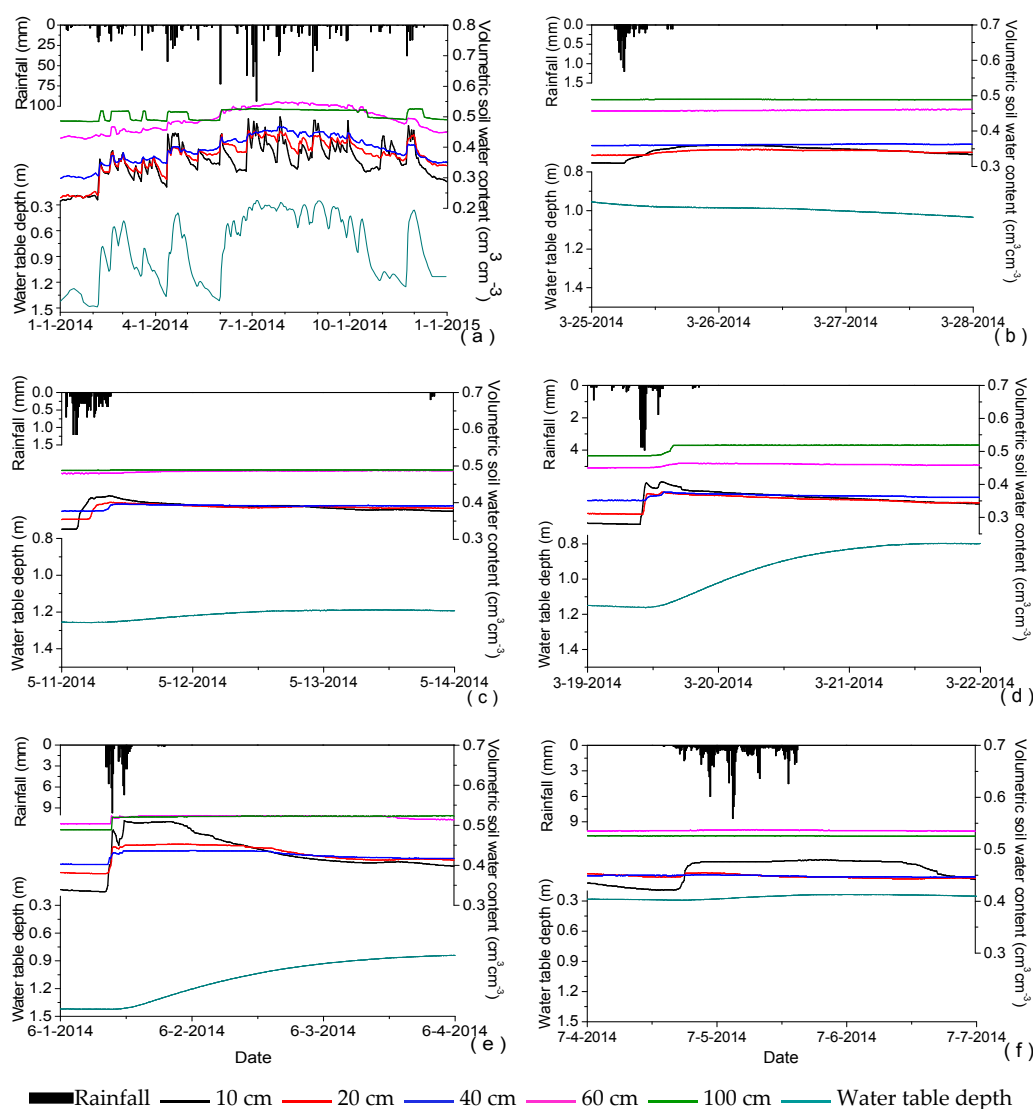 Rainfall (mm)
0
25
50
75
100
0.8
0.7
0.6
0.5
0.4
0.3
0.2
Volumetric soil water content (cm³cm⁻³)
Water table depth (m)
0.3
0.6
0.9
1.2
1.5
1-1-2014 4-1-2014 7-1-2014 10-1-2014 1-1-2015
( a )
Rainfall (mm)
0.0
0.5
1.0
1.5
0.7
0.6
0.5
0.4
0.3
Volumetric soil water content (cm³cm⁻³)
Water table depth (m)
0.8
1.0
1.2
1.4
3-25-2014 3-26-2014 3-27-2014 3-28-2014
( b )
Rainfall (mm)
0.0
0.5
1.0
1.5
0.7
0.6
0.5
0.4
0.3
Volumetric soil water content (cm³cm⁻³)
Water table depth (m)
0.8
1.0
1.2
1.4
5-11-2014 5-12-2014 5-13-2014 5-14-2014
( c )
Rainfall (mm)
0
2
4
0.7
0.6
0.5
0.4
0.3
Volumetric soil water content (cm³cm⁻³)
Water table depth (m)
0.8
1.0
1.2
1.4
3-19-2014 3-20-2014 3-21-2014 3-22-2014
( d )
Rainfall (mm)
0
3
6
9
0.7
0.6
0.5
0.4
0.3
Volumetric soil water content (cm³cm⁻³)
Water table depth (m)
0.3
0.6
0.9
1.2
1.5
6-1-2014 6-2-2014 6-3-2014 6-4-2014
Date
( e )
Rainfall (mm)
0
3
6
9
0.7
0.6
0.5
0.4
0.3
Volumetric soil water content (cm³cm⁻³)
Water table depth (m)
0.3
0.6
0.9
1.2
1.5
7-4-2014 7-5-2014 7-6-2014 7-7-2014
Date
( f )
Rainfall 10 cm 20 cm 40 cm 60 cm 100 cm Water table depth